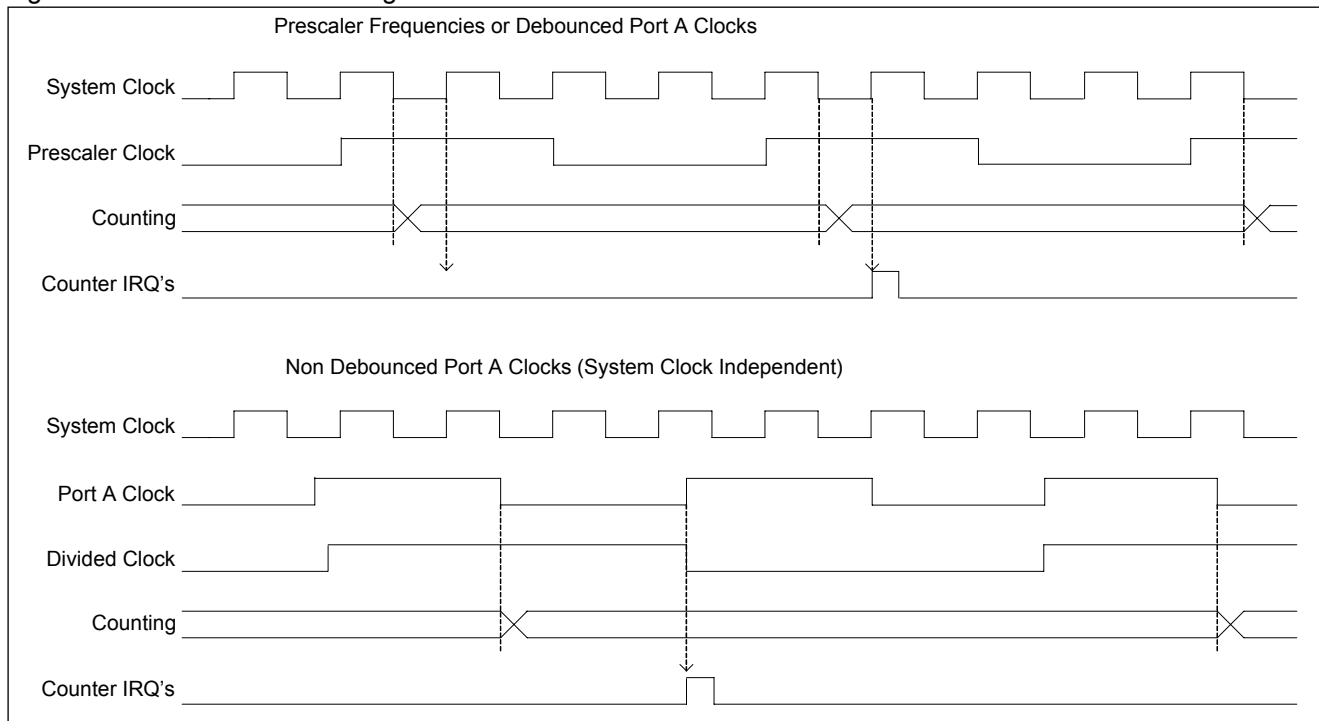 Prescaler Frequencies or Debounced Port A Clocks
System Clock
Prescaler Clock
Counting
Counter IRQ's
Non Debounced Port A Clocks (System Clock Independent)
System Clock
Port A Clock
Divided Clock
Counting
Counter IRQ's